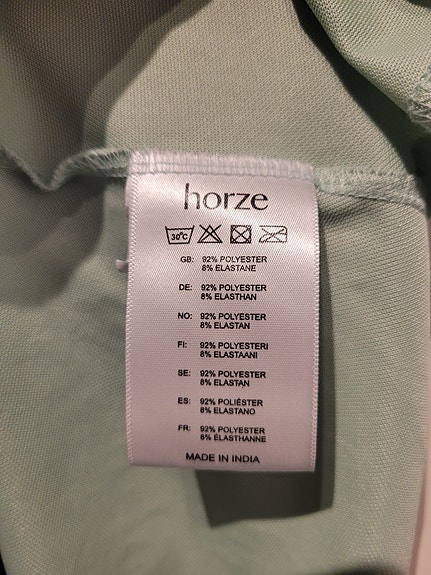 horze
30°C
GB: 92% POLYESTER
8% ELASTANE
DE: 92% POLYESTER
8% ELASTHAN
NO: 92% POLYESTER
8% ELASTAN
FI: 92% POLYESTERI
8% ELASTAANI
SE: 92% POLYESTER
8% ELASTAN
ES: 92% POLIÉSTER
8% ELASTANO
FR: 92% POLYESTER
8% ÉLASTHANNE
MADE IN INDIA